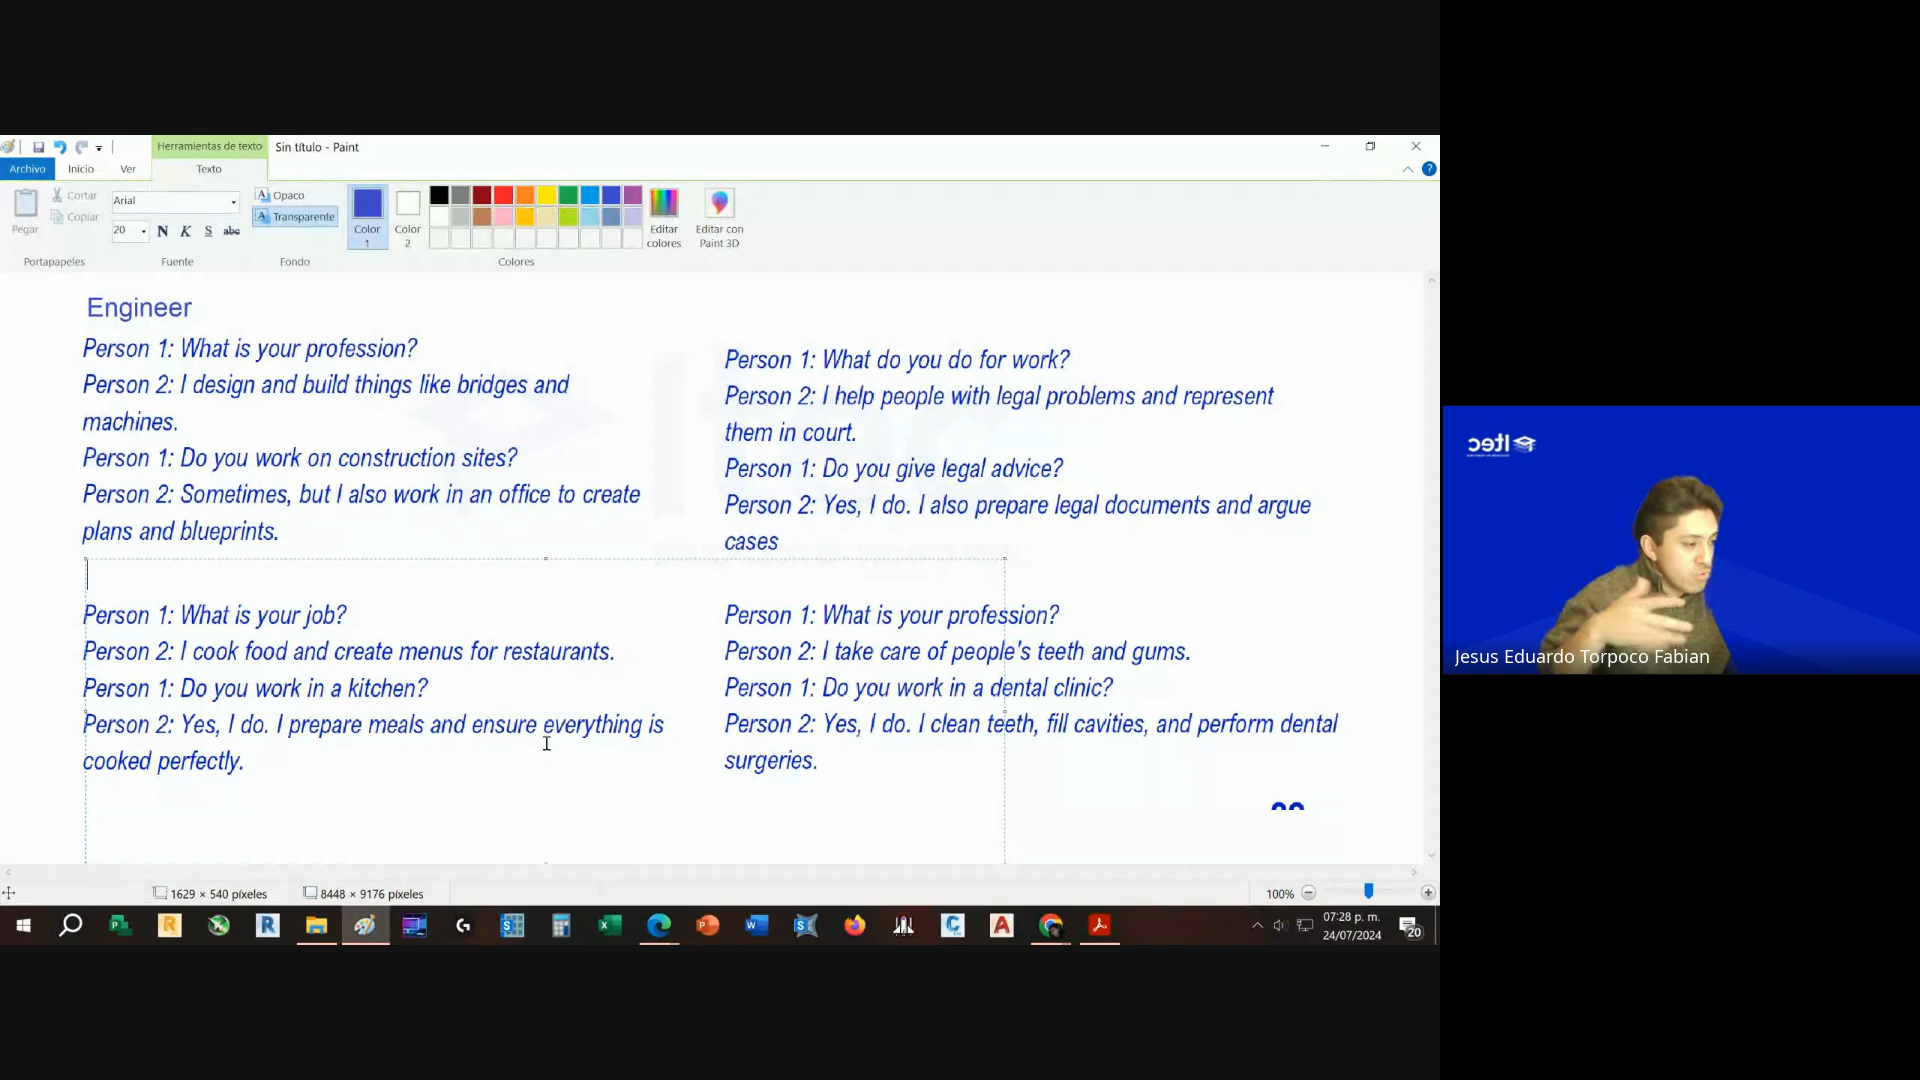 Herramientas de texto
Sin título - Paint
Archivo
Inicio
Ver
Texto
Pegar
Cortar
Copiar
Portapapeles
Arial
20
N K S abc
Fuente
Opaco
Transparente
Fondo
Color 1
Color 2
Colores
Editar colores
Editar con Paint 3D
Engineer
Person 1: What is your profession?
Person 2: I design and build things like bridges and
machines.
Person 1: Do you work on construction sites?
Person 2: Sometimes, but I also work in an office to create
plans and blueprints.
Person 1: What do you do for work?
Person 2: I help people with legal problems and represent
them in court.
Person 1: Do you give legal advice?
Person 2: Yes, I do. I also prepare legal documents and argue
cases
Person 1: What is your job?
Person 2: I cook food and create menus for restaurants.
Person 1: Do you work in a kitchen?
Person 2: Yes, I do. I prepare meals and ensure everything is
cooked perfectly.
Person 1: What is your profession?
Person 2: I take care of people's teeth and gums.
Person 1: Do you work in a dental clinic?
Person 2: Yes, I do. I clean teeth, fill cavities, and perform dental
surgeries.
1629 × 540 píxeles
8448 × 9176 píxeles
100%
07:28 p. m.
24/07/2024
20
Itec
Jesus Eduardo Torpoco Fabian